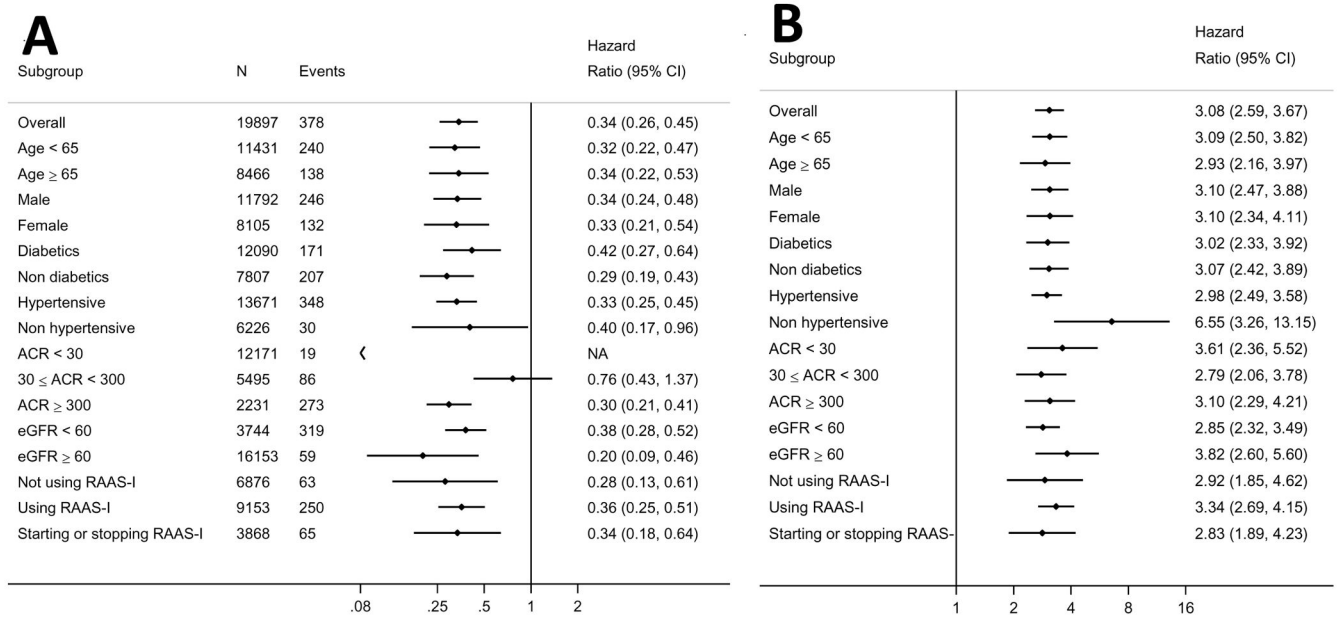 A
Hazard
Subgroup N Events Ratio (95% CI)
Overall 19897 378 0.34 (0.26, 0.45)
Age < 65 11431 240 0.32 (0.22, 0.47)
Age ≥ 65 8466 138 0.34 (0.22, 0.53)
Male 11792 246 0.34 (0.24, 0.48)
Female 8105 132 0.33 (0.21, 0.54)
Diabetics 12090 171 0.42 (0.27, 0.64)
Non diabetics 7807 207 0.29 (0.19, 0.43)
Hypertensive 13671 348 0.33 (0.25, 0.45)
Non hypertensive 6226 30 0.40 (0.17, 0.96)
ACR < 30 12171 19 NA
30 ≤ ACR < 300 5495 86 0.76 (0.43, 1.37)
ACR ≥ 300 2231 273 0.30 (0.21, 0.41)
eGFR < 60 3744 319 0.38 (0.28, 0.52)
eGFR ≥ 60 16153 59 0.20 (0.09, 0.46)
Not using RAAS-I 6876 63 0.28 (0.13, 0.61)
Using RAAS-I 9153 250 0.36 (0.25, 0.51)
Starting or stopping RAAS-I 3868 65 0.34 (0.18, 0.64)
.08 .25 .5 1 2
B
Hazard
Subgroup Ratio (95% CI)
Overall 3.08 (2.59, 3.67)
Age < 65 3.09 (2.50, 3.82)
Age ≥ 65 2.93 (2.16, 3.97)
Male 3.10 (2.47, 3.88)
Female 3.10 (2.34, 4.11)
Diabetics 3.02 (2.33, 3.92)
Non diabetics 3.07 (2.42, 3.89)
Hypertensive 2.98 (2.49, 3.58)
Non hypertensive 6.55 (3.26, 13.15)
ACR < 30 3.61 (2.36, 5.52)
30 ≤ ACR < 300 2.79 (2.06, 3.78)
ACR ≥ 300 3.10 (2.29, 4.21)
eGFR < 60 2.85 (2.32, 3.49)
eGFR ≥ 60 3.82 (2.60, 5.60)
Not using RAAS-I 2.92 (1.85, 4.62)
Using RAAS-I 3.34 (2.69, 4.15)
Starting or stopping RAAS- 2.83 (1.89, 4.23)
1 2 4 8 16